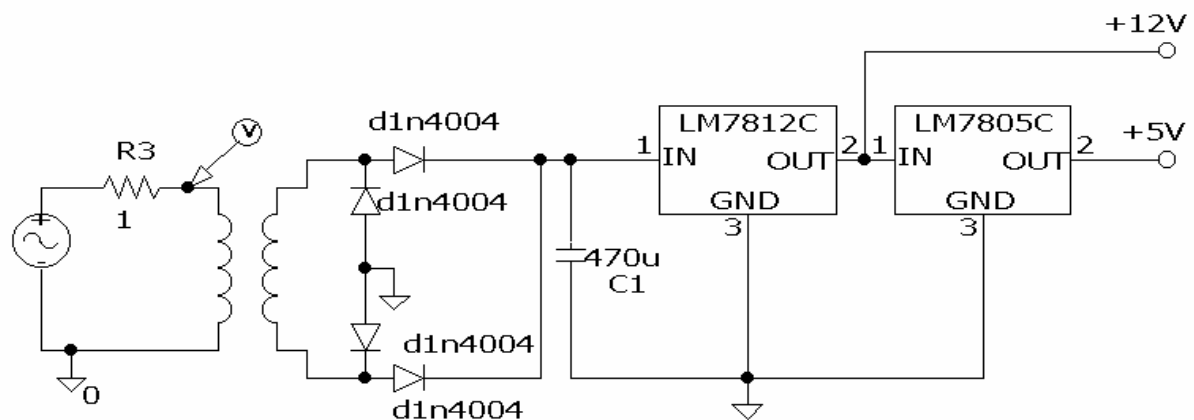 +12V
d1n4004
LM7812C
LM7805C
+5V
V
R3
1
IN
2
1
IN
2
OUT
OUT
+
1
d1n4004
GND
GND
3
3
-
470u
C1
d1n4004
d1n4004
0